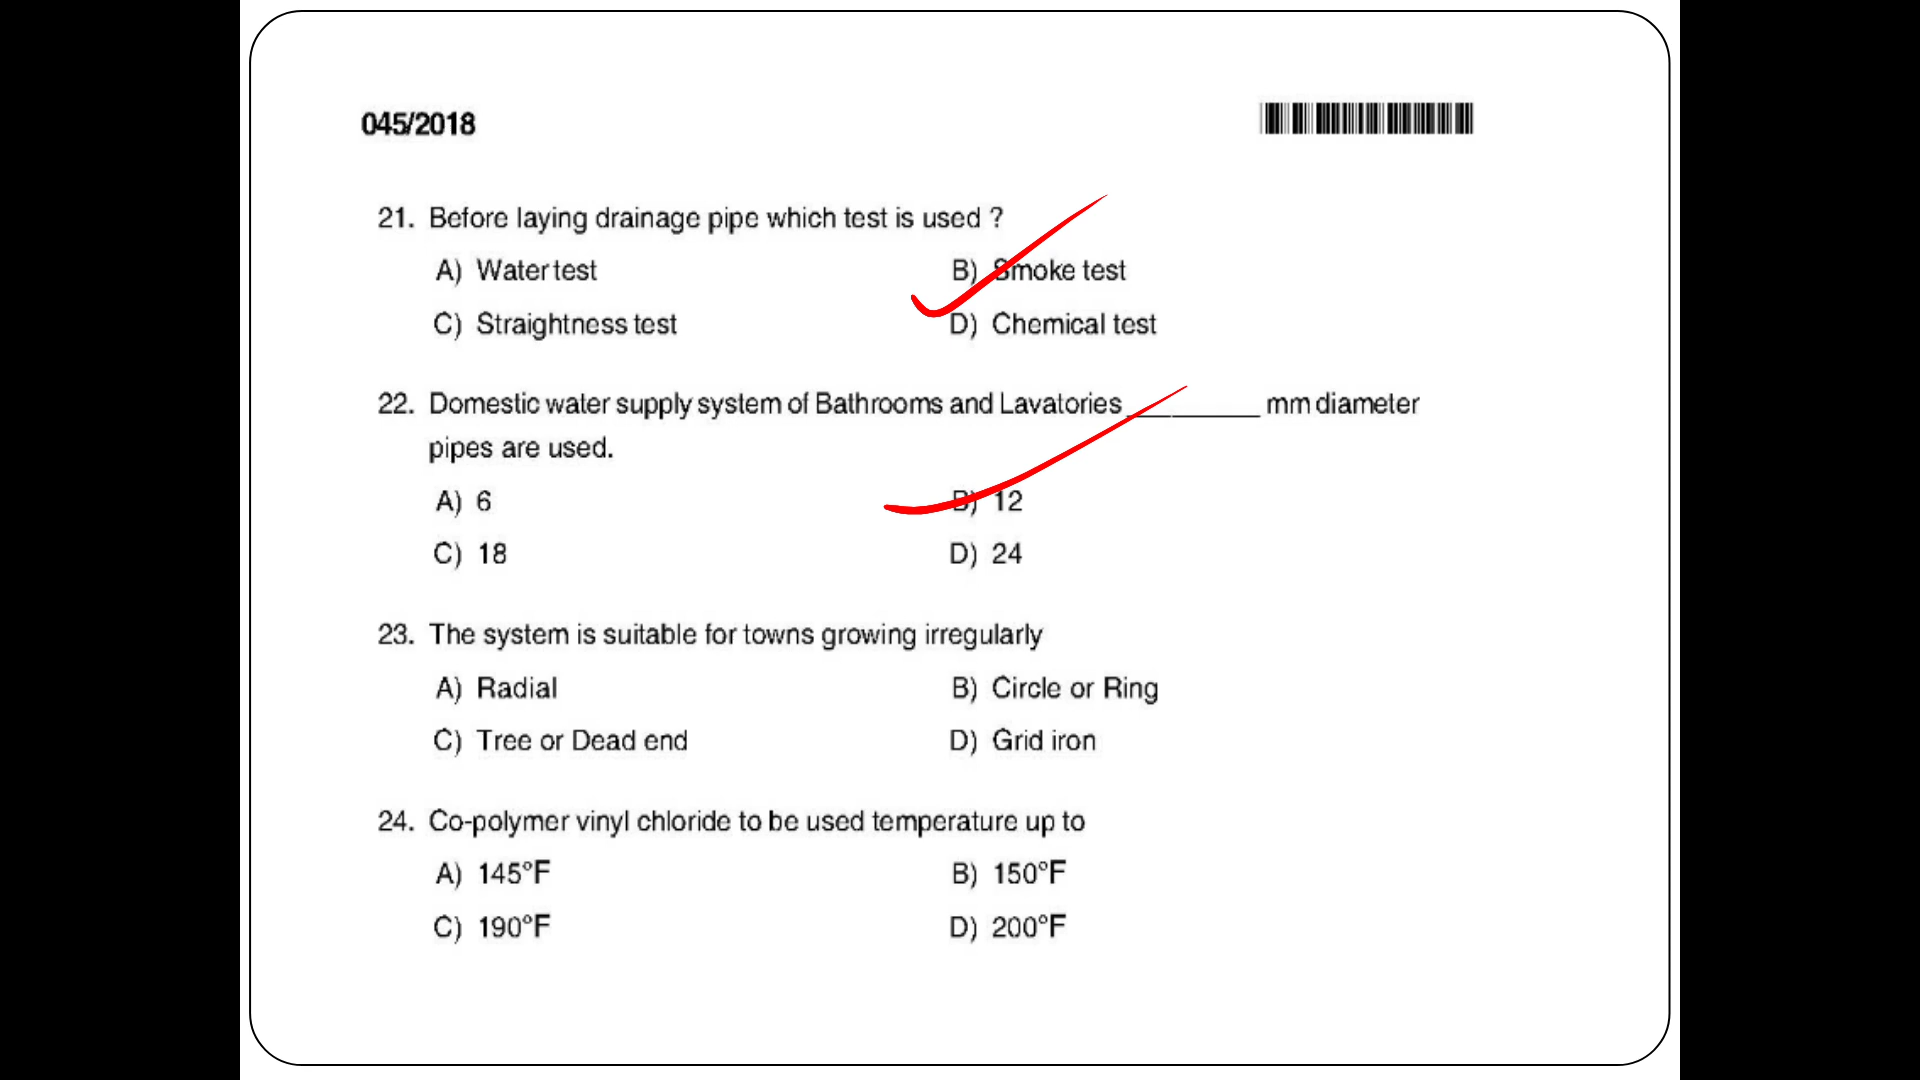 045/2018
21. Before laying drainage pipe which test is used ?
A) Water test B) Smoke test
C) Straightness test D) Chemical test
22. Domestic water supply system of Bathrooms and Lavatories __________ mm diameter
pipes are used.
A) 6 B) 12
C) 18 D) 24
23. The system is suitable for towns growing irregularly
A) Radial B) Circle or Ring
C) Tree or Dead end D) Grid iron
24. Co-polymer vinyl chloride to be used temperature up to
A) 145°F B) 150°F
C) 190°F D) 200°F